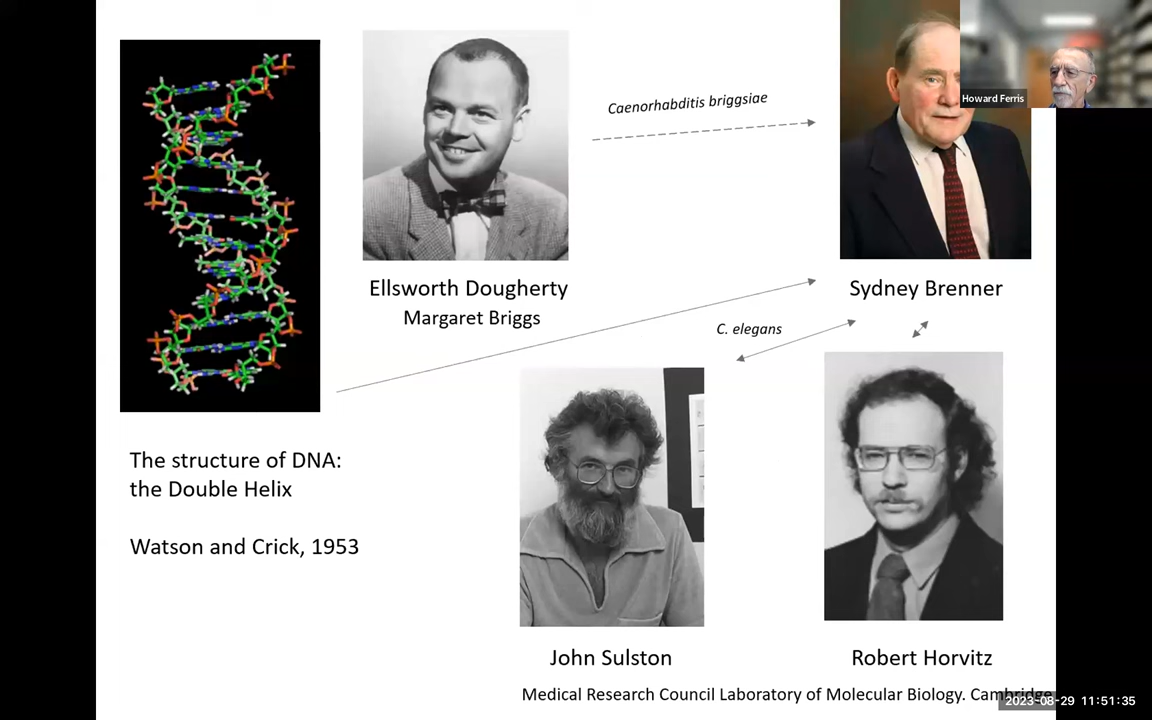 Caenorhabditis briggsiae
Howard Ferris
Ellsworth Dougherty
Margaret Briggs
Sydney Brenner
C. elegans
The structure of DNA:
the Double Helix
Watson and Crick, 1953
John Sulston
Robert Horvitz
Medical Research Council Laboratory of Molecular Biology. Cambridge
2023-08-29 11:51:35